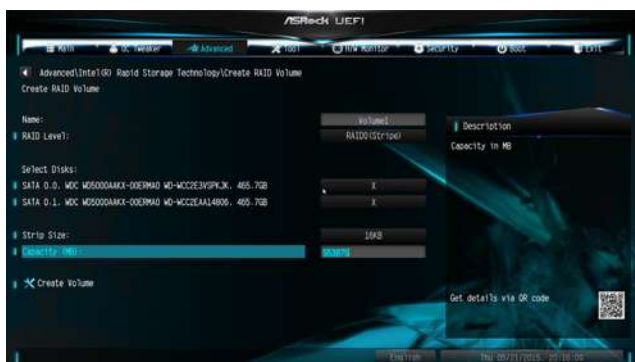 ASRock UEFI
Main OC Tweaker Advanced Tool H/W Monitor Security Boot Exit
Advanced\Intel(R) Rapid Storage Technology\Create RAID Volume
Create RAID Volume
Name: Volume1
RAID Level: RAID0(Stripe)
Description
Capacity in MB
Select Disks:
SATA 0.0, WDC WD5000AAKX-00ERMA0 WD-WCC2E3VSPKJK, 465.7GB X
SATA 0.1, WDC WD5000AAKX-00ERMA0 WD-WCC2EAA14806, 465.7GB X
Strip Size: 16KB
Capacity (MB):
Create Volume
Get details via QR code
English